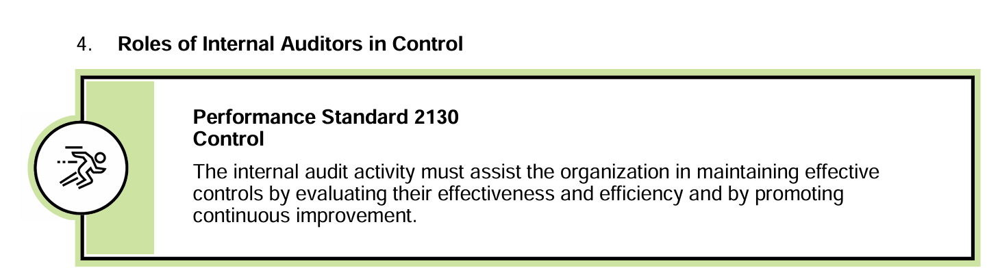 4. Roles of Internal Auditors in Control
Performance Standard 2130
Control
The internal audit activity must assist the organization in maintaining effective
controls by evaluating their effectiveness and efficiency and by promoting
continuous improvement.